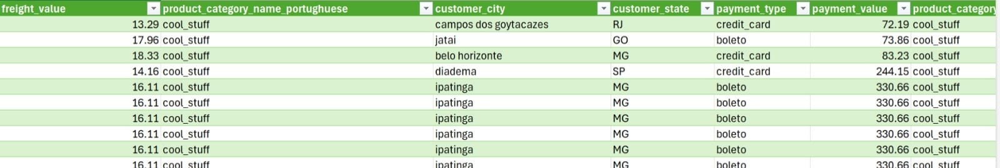 freight_value product_category_name_portughuese customer_city customer_state payment_type payment_value product_category
13.29 cool_stuff campos dos goytacazes RJ credit_card 72.19 cool_stuff
17.96 cool_stuff jatai GO boleto 73.86 cool_stuff
18.33 cool_stuff belo horizonte MG credit_card 83.23 cool_stuff
14.16 cool_stuff diadema SP credit_card 244.15 cool_stuff
16.11 cool_stuff ipatinga MG boleto 330.66 cool_stuff
16.11 cool_stuff ipatinga MG boleto 330.66 cool_stuff
16.11 cool_stuff ipatinga MG boleto 330.66 cool_stuff
16.11 cool_stuff ipatinga MG boleto 330.66 cool_stuff
16.11 cool_stuff ipatinga MG boleto 330.66 cool_stuff
16.11 cool_stuff ipatinga MG boleto 330.66 cool_stuff